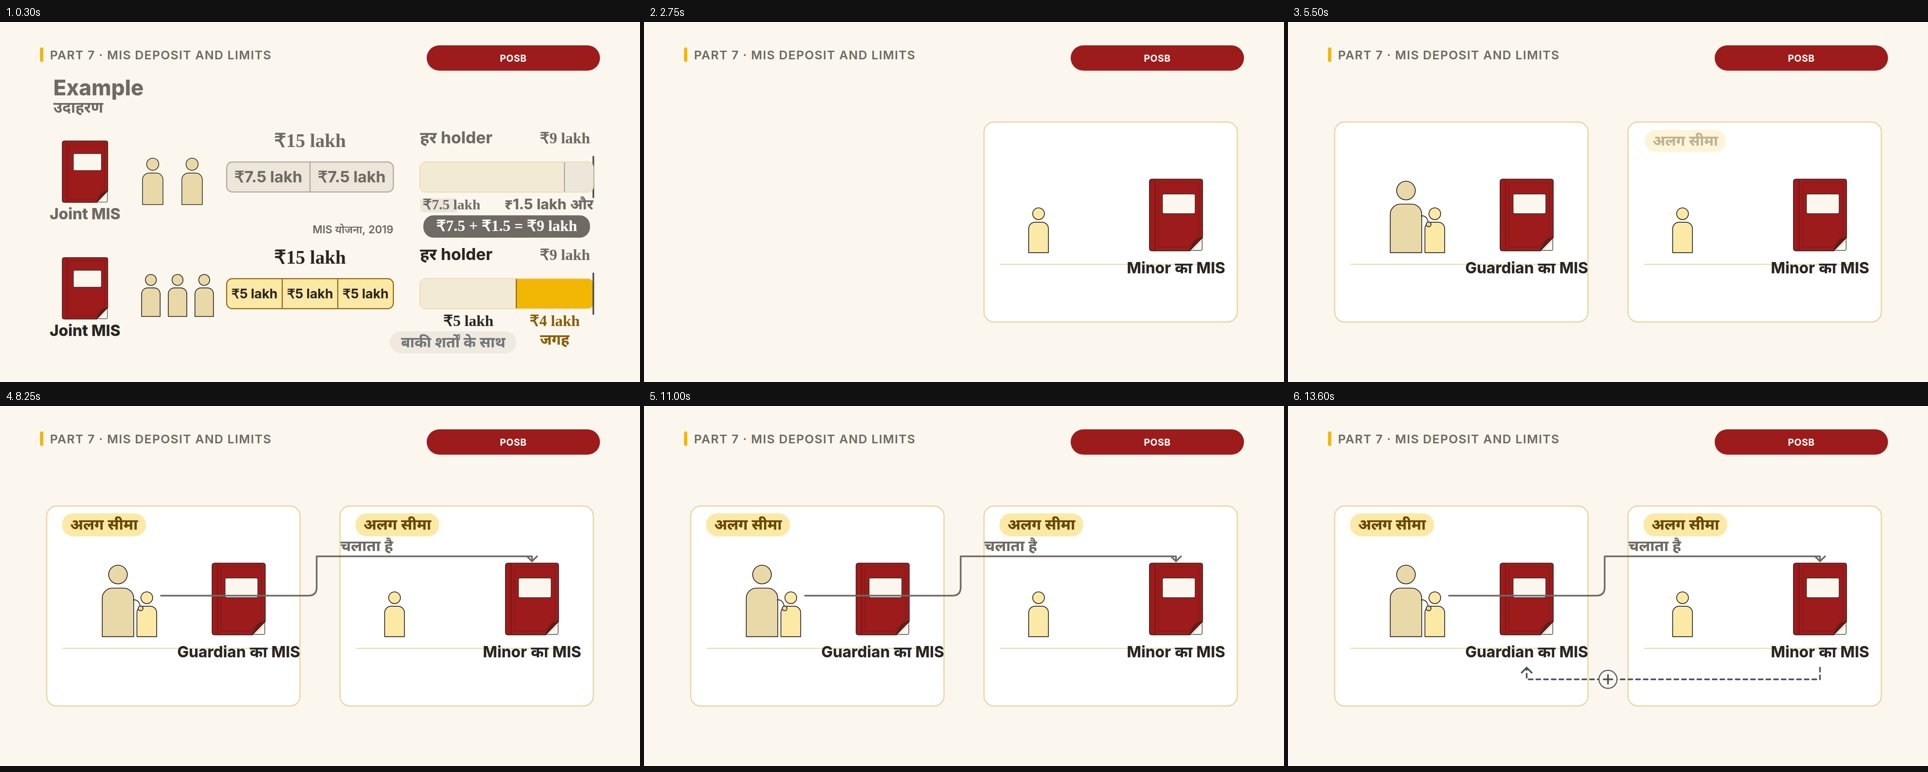 1. 0.30s
PART 7 · MIS DEPOSIT AND LIMITS
POSB
Example
उदाहरण
₹15 lakh
हर holder
₹9 lakh
₹7.5 lakh
₹7.5 lakh
Joint MIS
₹7.5 lakh
₹1.5 lakh और
₹7.5 + ₹1.5 = ₹9 lakh
MIS योजना, 2019
₹15 lakh
हर holder
₹9 lakh
₹5 lakh
₹5 lakh
₹5 lakh
Joint MIS
₹5 lakh
₹4 lakh
जगह
बाकी शर्तों के साथ
2. 2.75s
PART 7 · MIS DEPOSIT AND LIMITS
POSB
Minor का MIS
3. 5.50s
PART 7 · MIS DEPOSIT AND LIMITS
POSB
अलग सीमा
Guardian का MIS
Minor का MIS
4. 8.25s
PART 7 · MIS DEPOSIT AND LIMITS
POSB
अलग सीमा
अलग सीमा
चलाता है
Guardian का MIS
Minor का MIS
5. 11.00s
PART 7 · MIS DEPOSIT AND LIMITS
POSB
अलग सीमा
अलग सीमा
चलाता है
Guardian का MIS
Minor का MIS
6. 13.60s
PART 7 · MIS DEPOSIT AND LIMITS
POSB
अलग सीमा
अलग सीमा
चलाता है
Guardian का MIS
Minor का MIS